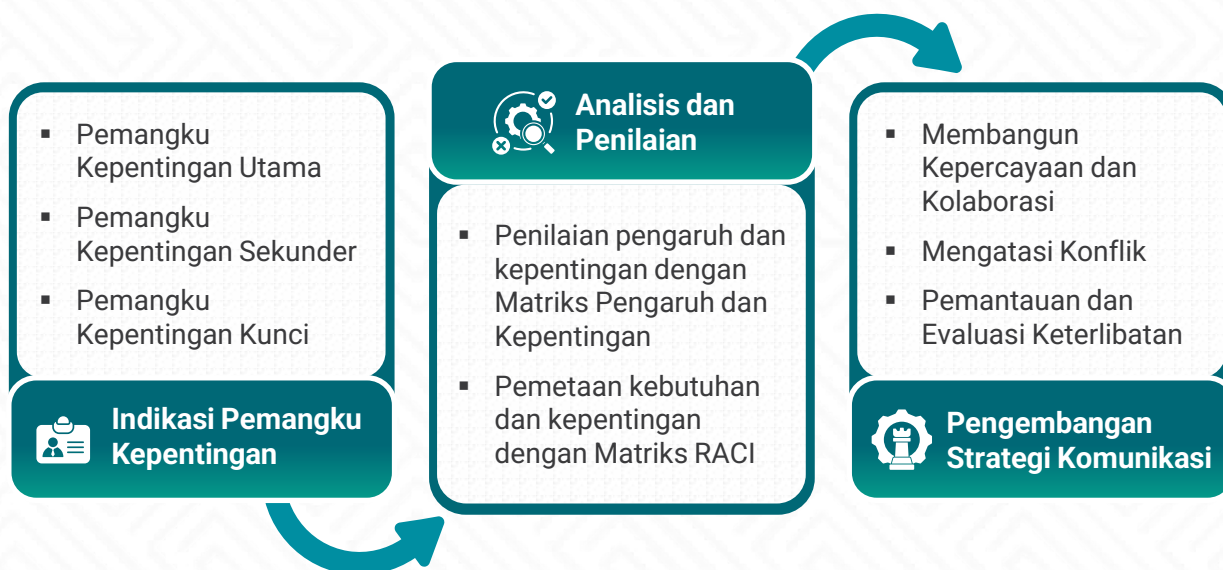 ▪ Pemangku
Kepentingan Utama
▪ Pemangku
Kepentingan Sekunder
▪ Pemangku
Kepentingan Kunci
Indikasi Pemangku
Kepentingan
Analisis dan
Penilaian
▪ Penilaian pengaruh dan
kepentingan dengan
Matriks Pengaruh dan
Kepentingan
▪ Pemetaan kebutuhan
dan kepentingan
dengan Matriks RACI
▪ Membangun
Kepercayaan dan
Kolaborasi
▪ Mengatasi Konflik
▪ Pemantauan dan
Evaluasi Keterlibatan
Pengembangan
Strategi Komunikasi